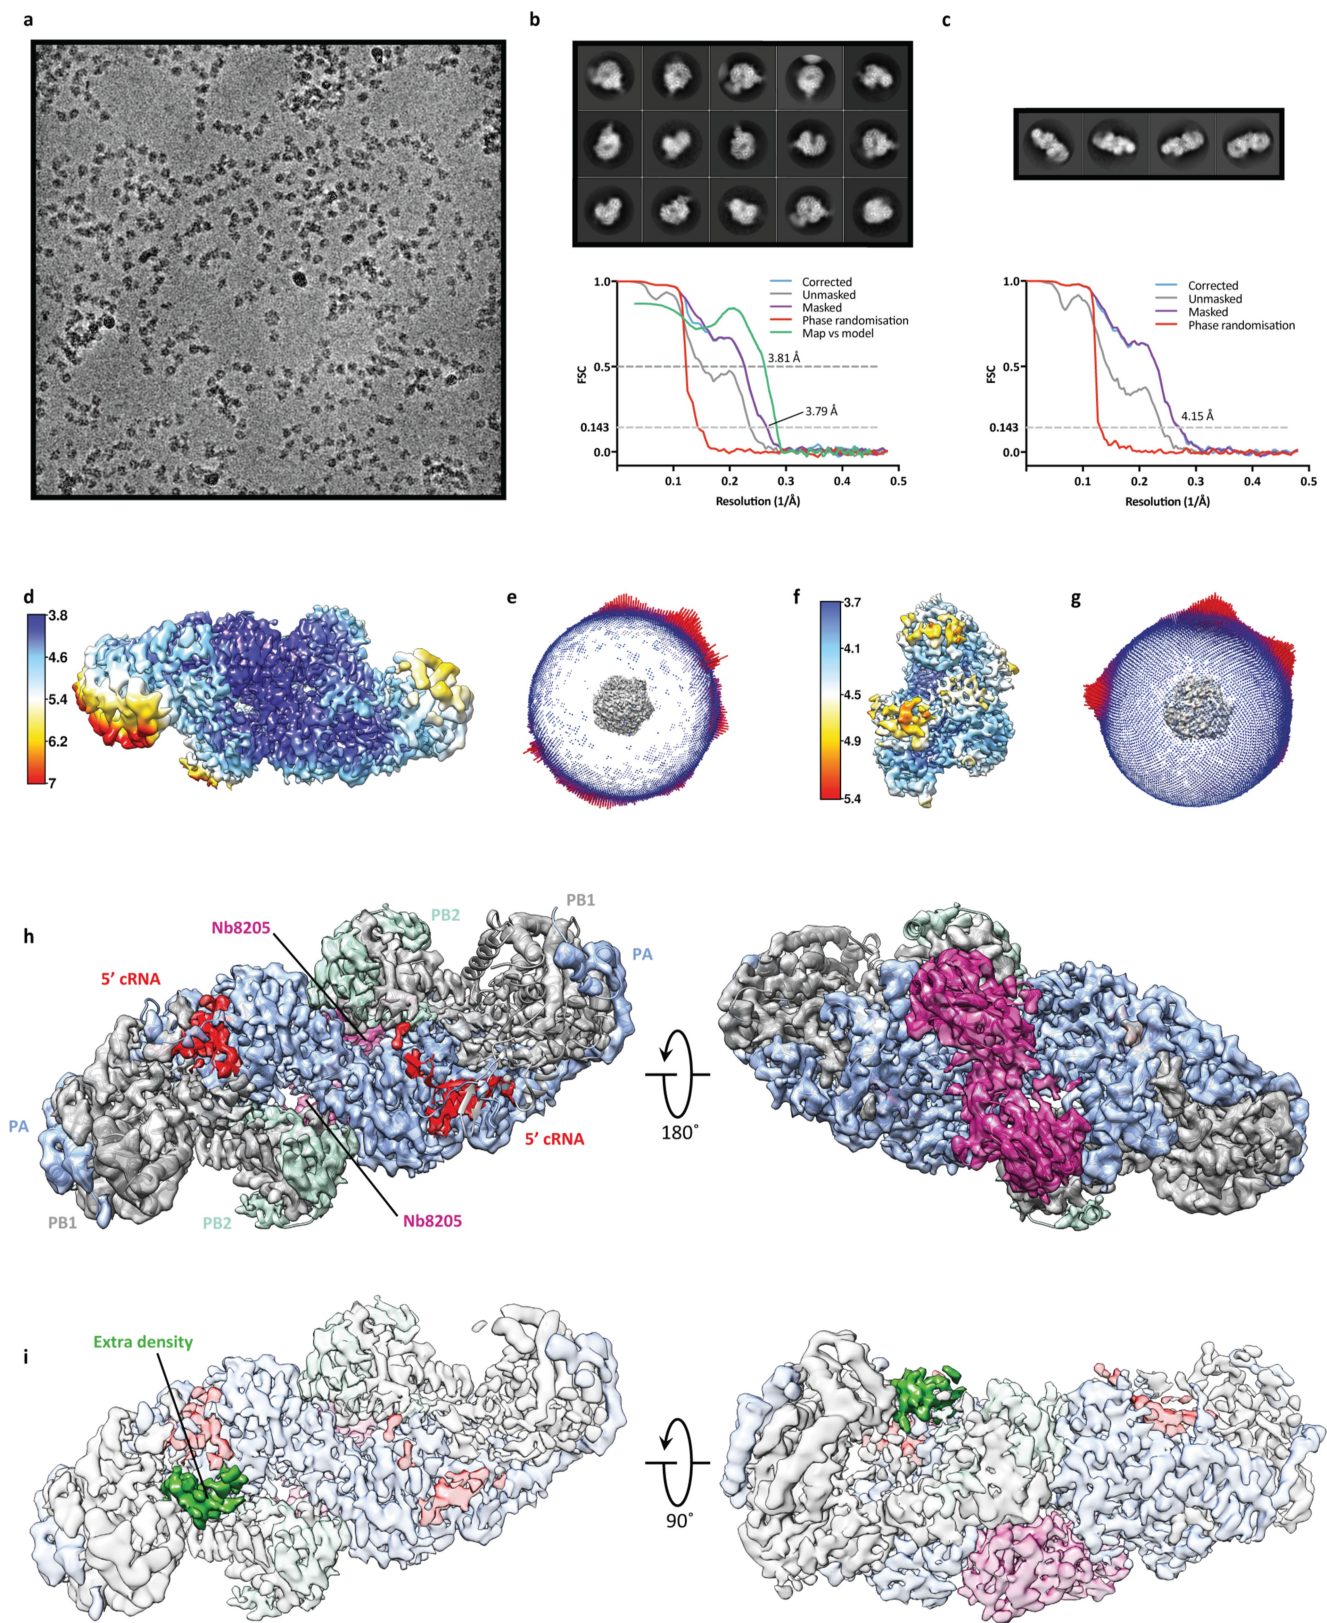 a
b
c
1.0
0.5
0.143
0.0
FSC
Corrected
Unmasked
Masked
Phase randomisation
Map vs model
3.81 Å
3.79 Å
0.1 0.2 0.3 0.4 0.5
Resolution (1/Å)
1.0
0.5
0.143
0.0
FSC
Corrected
Unmasked
Masked
Phase randomisation
4.15 Å
0.1 0.2 0.3 0.4 0.5
Resolution (1/Å)
d
3.8
4.6
5.4
6.2
7
e
f
3.7
4.1
4.5
4.9
5.4
g
h
Nb8205
PB2
PB1
PA
5’ cRNA
180°
PA
5’ cRNA
PB1
PB2
Nb8205
i
Extra density
90°